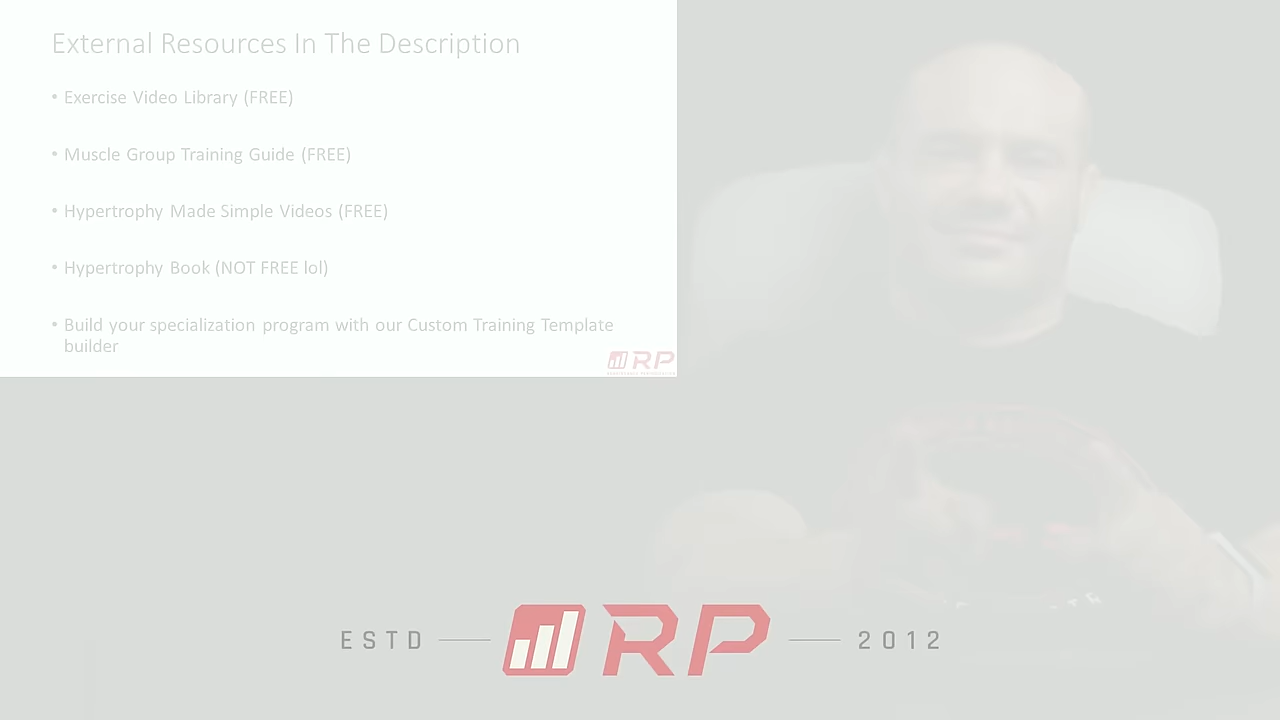 External Resources In The Description
• Exercise Video Library (FREE)
• Muscle Group Training Guide (FREE)
• Hypertrophy Made Simple Videos (FREE)
• Hypertrophy Book (NOT FREE lol)
• Build your specialization program with our Custom Training Template
builder
RP
ESTD RP 2012